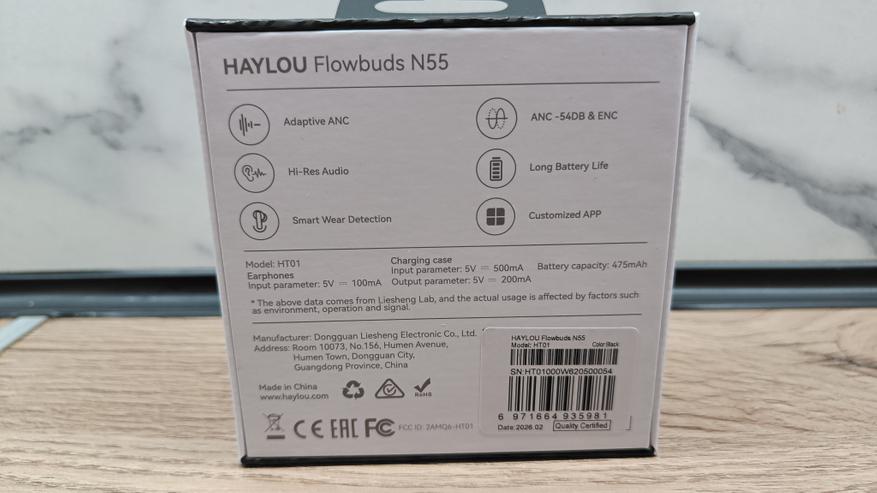 HAYLOU Flowbuds N55
Adaptive ANC
ANC -54DB & ENC
Hi-Res Audio
Long Battery Life
Smart Wear Detection
Customized APP
Model: HT01
Earphones
Input parameter: 5V ⎓ 100mA
Charging case
Input parameter: 5V ⎓ 500mA
Output parameter: 5V ⎓ 200mA
Battery capacity: 475mAh
* The above data comes from Liesheng Lab, and the actual usage is affected by factors such
as environment, operation and signal.
Manufacturer: Dongguan Liesheng Electronic Co., Ltd.
Address: Room 10073, No.156, Humen Avenue,
Humen Town, Dongguan City,
Guangdong Province, China
Made in China
www.haylou.com
RoHS
CE EAC FC FCC ID: 2AMQ6-HT01
HAYLOU Flowbuds N55
Model: HT01 Color:Black
SN:HT01000W620500054
6 971664 935981
Date:2026.02 Quality Certified